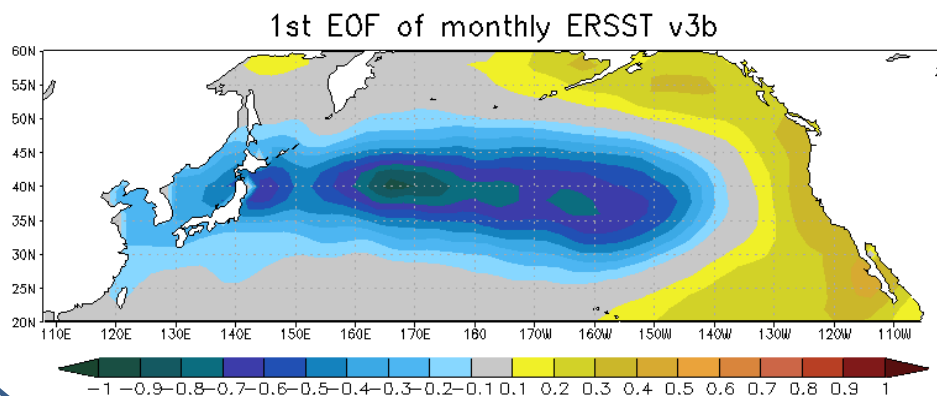 1st EOF of monthly ERSST v3b
60N
55N
50N
45N
40N
35N
30N
25N
20N
110E 120E 130E 140E 150E 160E 170E 180 170W 160W 150W 140W 130W 120W 110W
-1 -0.9 -0.8 -0.7 -0.6 -0.5 -0.4 -0.3 -0.2 -0.1 0.1 0.2 0.3 0.4 0.5 0.6 0.7 0.8 0.9 1